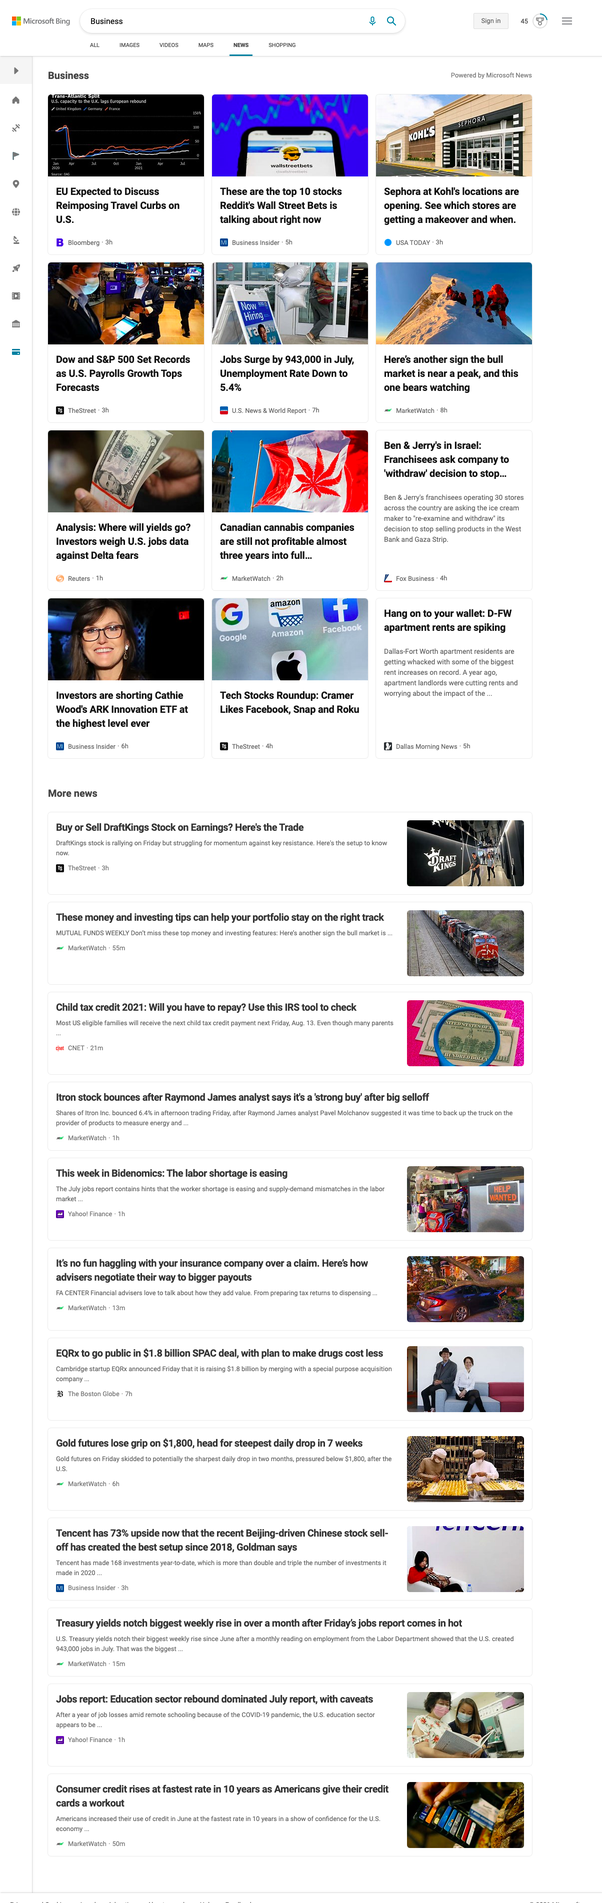 Microsoft Bing
Business
Sign in
45
ALL
IMAGES
VIDEOS
MAPS
NEWS
SHOPPING
Business
Powered by Microsoft News
Trans-Atlantic Split
U.S. capacity to the U.K. lags European rebound
United Kingdom Germany France
EU Expected to Discuss
Reimposing Travel Curbs on
U.S.
Bloomberg · 3h
wallstreetbets
These are the top 10 stocks
Reddit's Wall Street Bets is
talking about right now
Business Insider · 5h
KOHL'S
SEPHORA
Sephora at Kohl's locations are
opening. See which stores are
getting a makeover and when.
USA TODAY · 3h
Dow and S&P 500 Set Records
as U.S. Payrolls Growth Tops
Forecasts
TheStreet · 3h
Now
Hiring
Jobs Surge by 943,000 in July,
Unemployment Rate Down to
5.4%
U.S. News & World Report · 7h
Here's another sign the bull
market is near a peak, and this
one bears watching
MarketWatch · 8h
Analysis: Where will yields go?
Investors weigh U.S. jobs data
against Delta fears
Reuters · 1h
Canadian cannabis companies
are still not profitable almost
three years into full...
MarketWatch · 2h
Ben & Jerry's in Israel:
Franchisees ask company to
'withdraw' decision to stop...
Ben & Jerry's franchisees operating 30 stores
across the country are asking the ice cream
maker to "re-examine and withdraw" its
decision to stop selling products in the West
Bank and Gaza Strip.
Fox Business · 4h
Investors are shorting Cathie
Wood's ARK Innovation ETF at
the highest level ever
Business Insider · 6h
Google
amazon
Amazon
Facebook
Tech Stocks Roundup: Cramer
Likes Facebook, Snap and Roku
TheStreet · 4h
Hang on to your wallet: D-FW
apartment rents are spiking
Dallas-Fort Worth apartment residents are
getting whacked with some of the biggest
rent increases on record. A year ago,
apartment landlords were cutting rents and
worrying about the impact of the ...
Dallas Morning News · 5h
More news
Buy or Sell DraftKings Stock on Earnings? Here's the Trade
DraftKings stock is rallying on Friday but struggling for momentum against key resistance. Here's the setup to know
now.
TheStreet · 3h
DRAFT
KINGS
These money and investing tips can help your portfolio stay on the right track
MUTUAL FUNDS WEEKLY Don't miss these top money and investing features: Here's another sign the bull market is ...
MarketWatch · 55m
Child tax credit 2021: Will you have to repay? Use this IRS tool to check
Most US eligible families will receive the next child tax credit payment next Friday, Aug. 13. Even though many parents
...
CNET · 21m
Itron stock bounces after Raymond James analyst says it's a 'strong buy' after big selloff
Shares of Itron Inc. bounced 6.4% in afternoon trading Friday, after Raymond James analyst Pavel Molchanov suggested it was time to back up the truck on the
provider of products to measure energy and ...
MarketWatch · 1h
This week in Bidenomics: The labor shortage is easing
The July jobs report contains hints that the worker shortage is easing and supply-demand mismatches in the labor
market ...
Yahoo! Finance · 1h
HELP
WANTED
It's no fun haggling with your insurance company over a claim. Here's how
advisers negotiate their way to bigger payouts
FA CENTER Financial advisers love to talk about how they add value. From preparing tax returns to dispensing ...
MarketWatch · 13m
EQRx to go public in $1.8 billion SPAC deal, with plan to make drugs cost less
Cambridge startup EQRx announced Friday that it is raising $1.8 billion by merging with a special purpose acquisition
company ...
The Boston Globe · 7h
Gold futures lose grip on $1,800, head for steepest daily drop in 7 weeks
Gold futures on Friday skidded to potentially the sharpest daily drop in two months, pressured below $1,800, after the
U.S.
MarketWatch · 6h
Tencent has 73% upside now that the recent Beijing-driven Chinese stock sell-
off has created the best setup since 2018, Goldman says
Tencent has made 168 investments year-to-date, which is more than double and triple the number of investments it
made in 2020 ...
Business Insider · 3h
Treasury yields notch biggest weekly rise in over a month after Friday's jobs report comes in hot
U.S. Treasury yields notch their biggest weekly rise since June after a monthly reading on employment from the Labor Department showed that the U.S. created
943,000 jobs in July. That was the biggest ...
MarketWatch · 15m
Jobs report: Education sector rebound dominated July report, with caveats
After a year of job losses amid remote schooling because of the COVID-19 pandemic, the U.S. education sector
appears to be ...
Yahoo! Finance · 1h
Consumer credit rises at fastest rate in 10 years as Americans give their credit
cards a workout
Americans increased their use of credit in June at the fastest rate in 10 years in a show of confidence for the U.S.
economy ...
MarketWatch · 50m